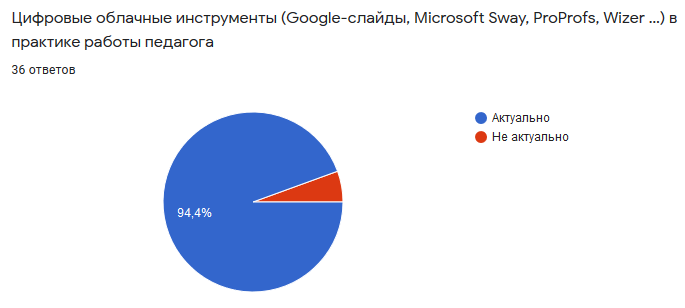 Цифровые облачные инструменты (Google-слайды, Microsoft Sway, ProProfs, Wizer ...) в
практике работы педагога
36 ответов
Актуально
Не актуально
94,4%